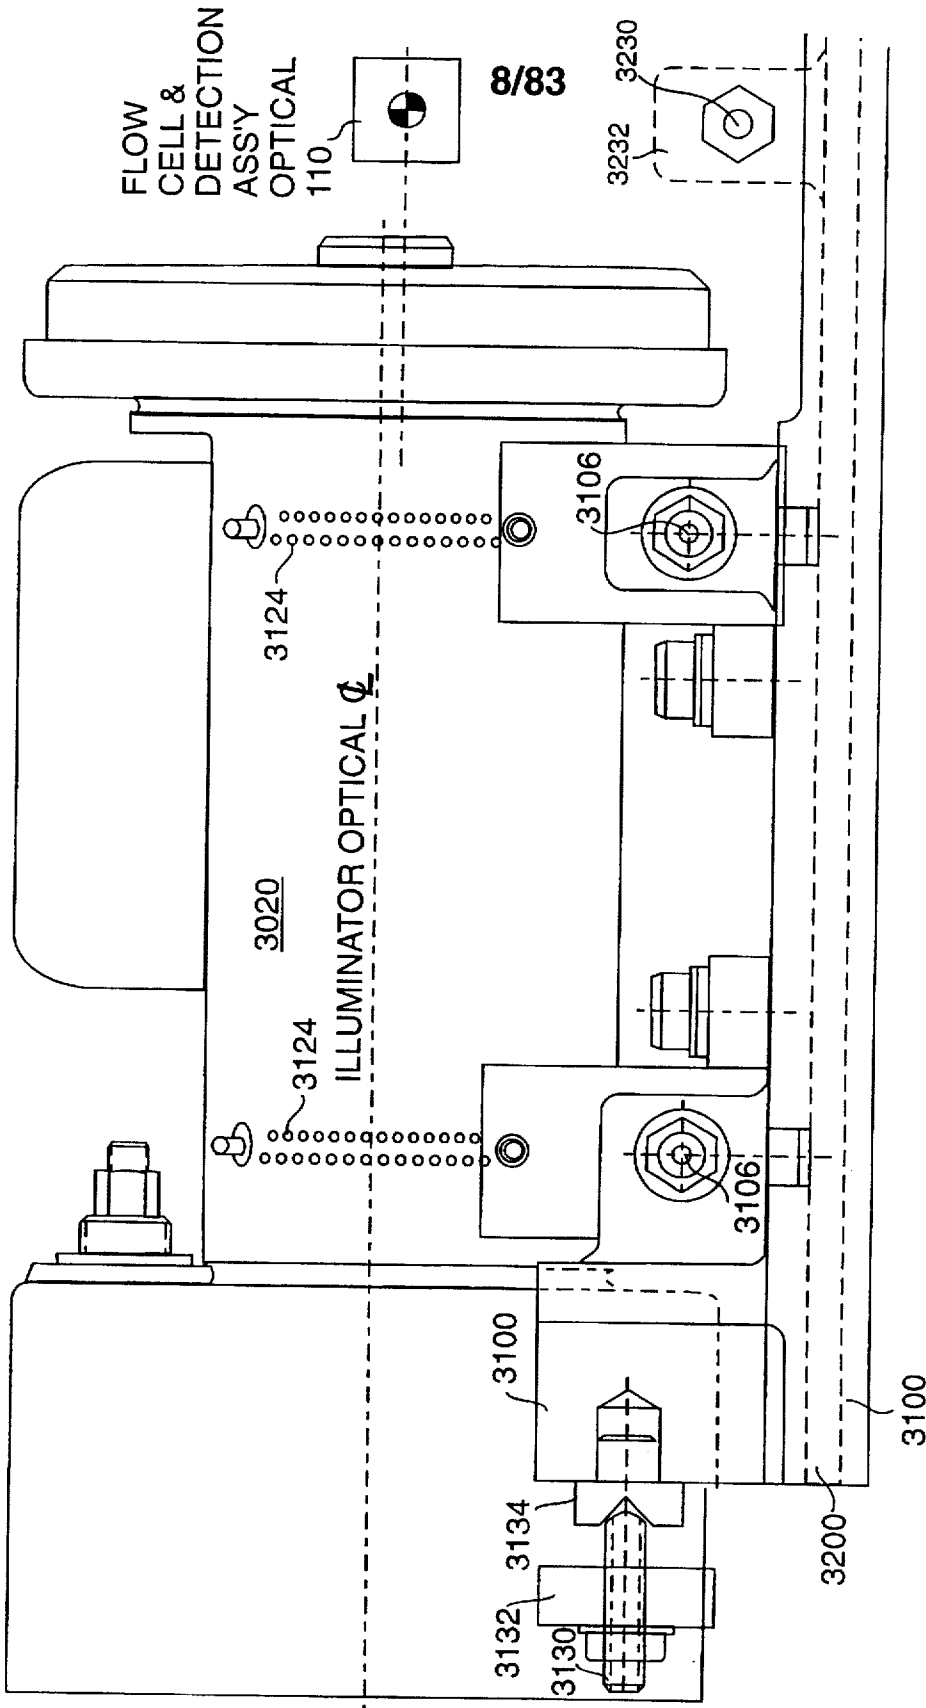 FLOW
CELL &
DETECTION
ASS'Y
OPTICAL
110
8/83
3230
3232
3106
3124
ILLUMINATOR OPTICAL ℄
3020
3124
3106
3100
3134
3132
3130
3200
3100